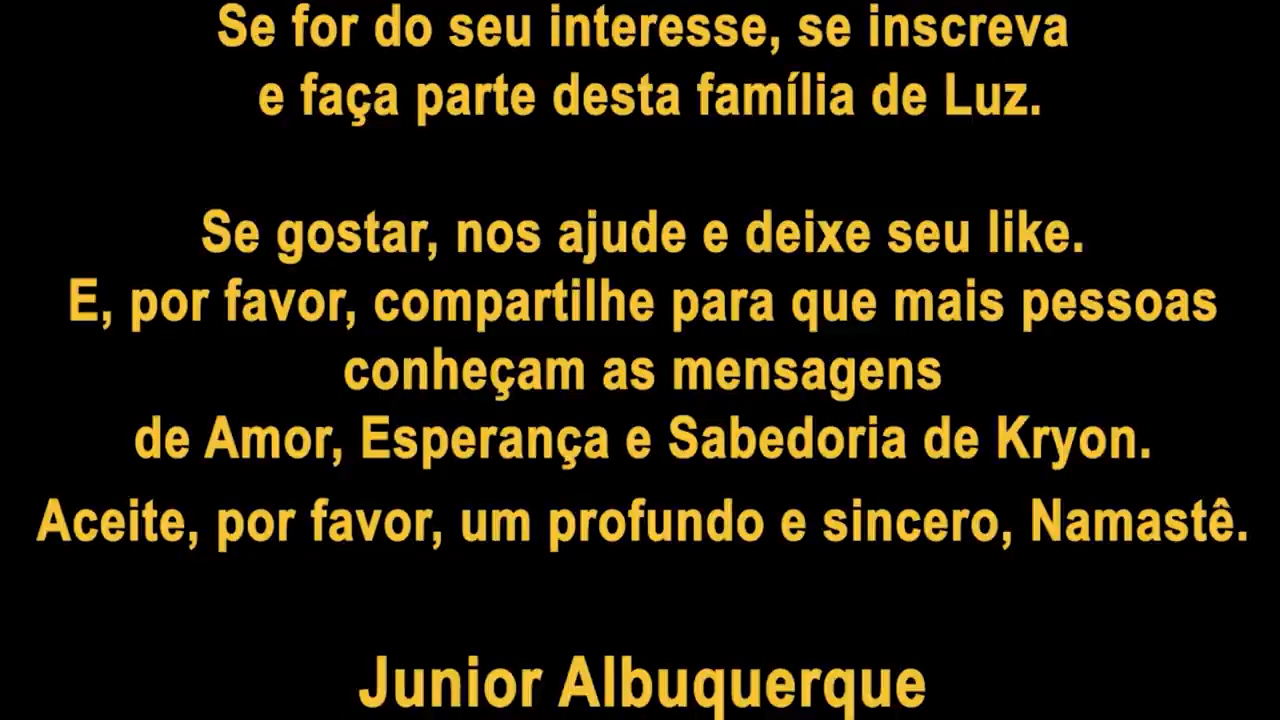 Se for do seu interesse, se inscreva
e faça parte desta família de Luz.
Se gostar, nos ajude e deixe seu like.
E, por favor, compartilhe para que mais pessoas
conheçam as mensagens
de Amor, Esperança e Sabedoria de Kryon.
Aceite, por favor, um profundo e sincero, Namastê.
Junior Albuquerque